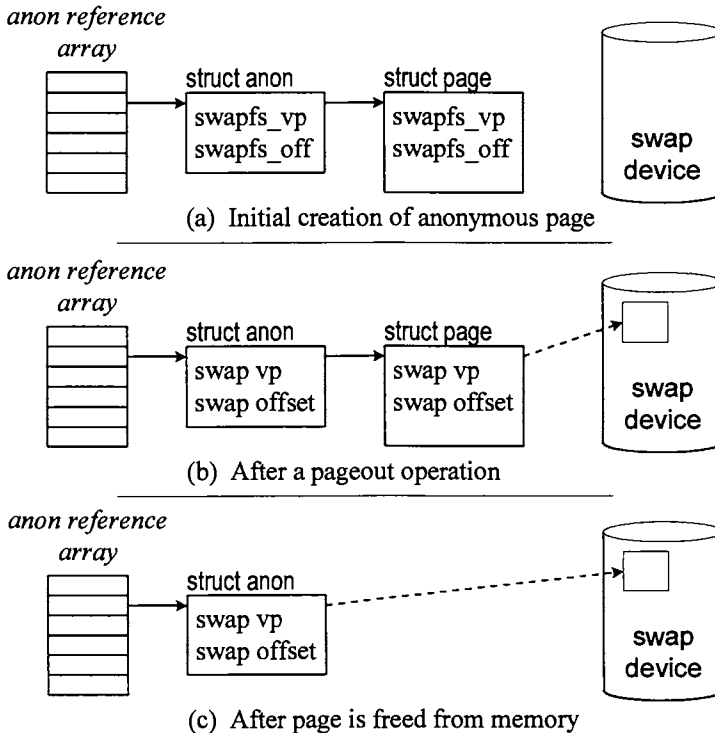 anon reference
array
struct anon
struct page
swapfs_vp
swapfs_off
swapfs_vp
swapfs_off
swap
device
(a) Initial creation of anonymous page
anon reference
array
struct anon
struct page
swap vp
swap offset
swap vp
swap offset
swap
device
(b) After a pageout operation
anon reference
array
struct anon
swap vp
swap offset
swap
device
(c) After page is freed from memory